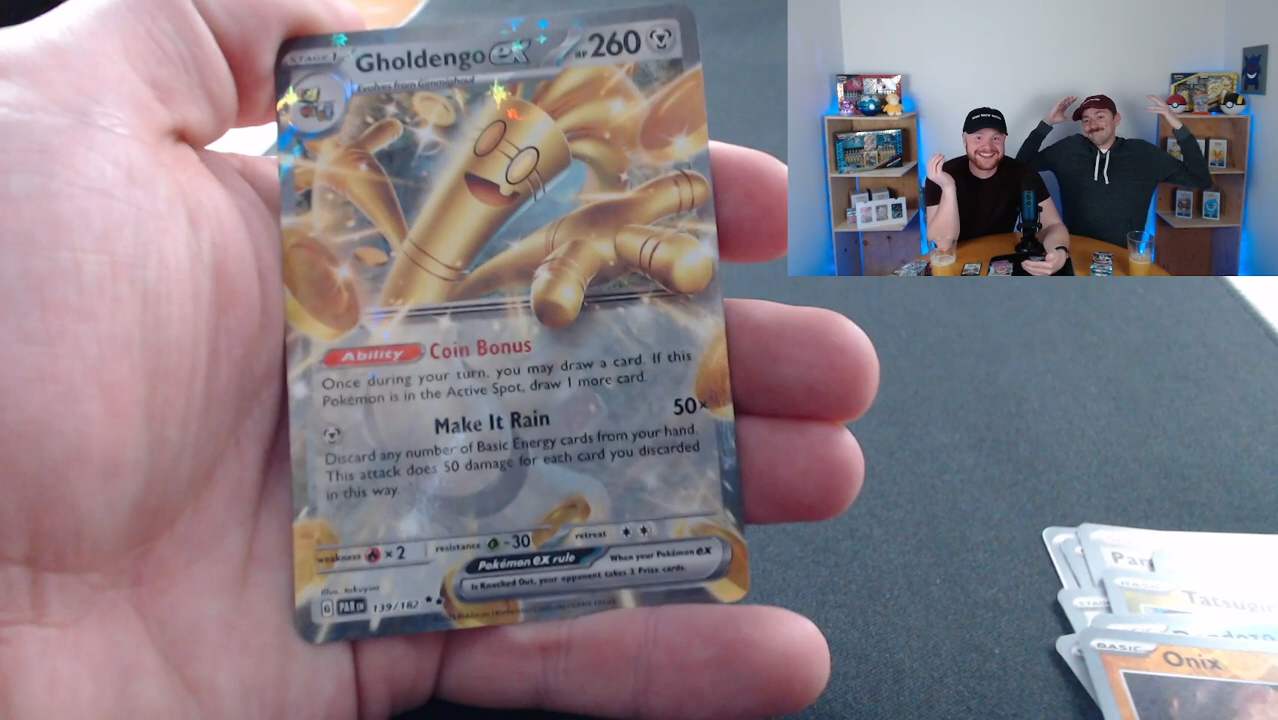 STAGE 1
Gholdengo ex
HP 260
Evolves from Gimmighoul
Ability Coin Bonus
Once during your turn, you may draw a card. If this
Pokémon is in the Active Spot, draw 1 more card.
Make It Rain 50×
Discard any number of Basic Energy cards from your hand.
This attack does 50 damage for each card you discarded
in this way.
weakness ×2 resistance -30 retreat
Pokémon ex rule When your Pokémon ex
is Knocked Out, your opponent takes 2 Prize cards.
Illus. takuyoa
G PAR EN 139/182
BASIC
Tatsugiri
BASIC Onix